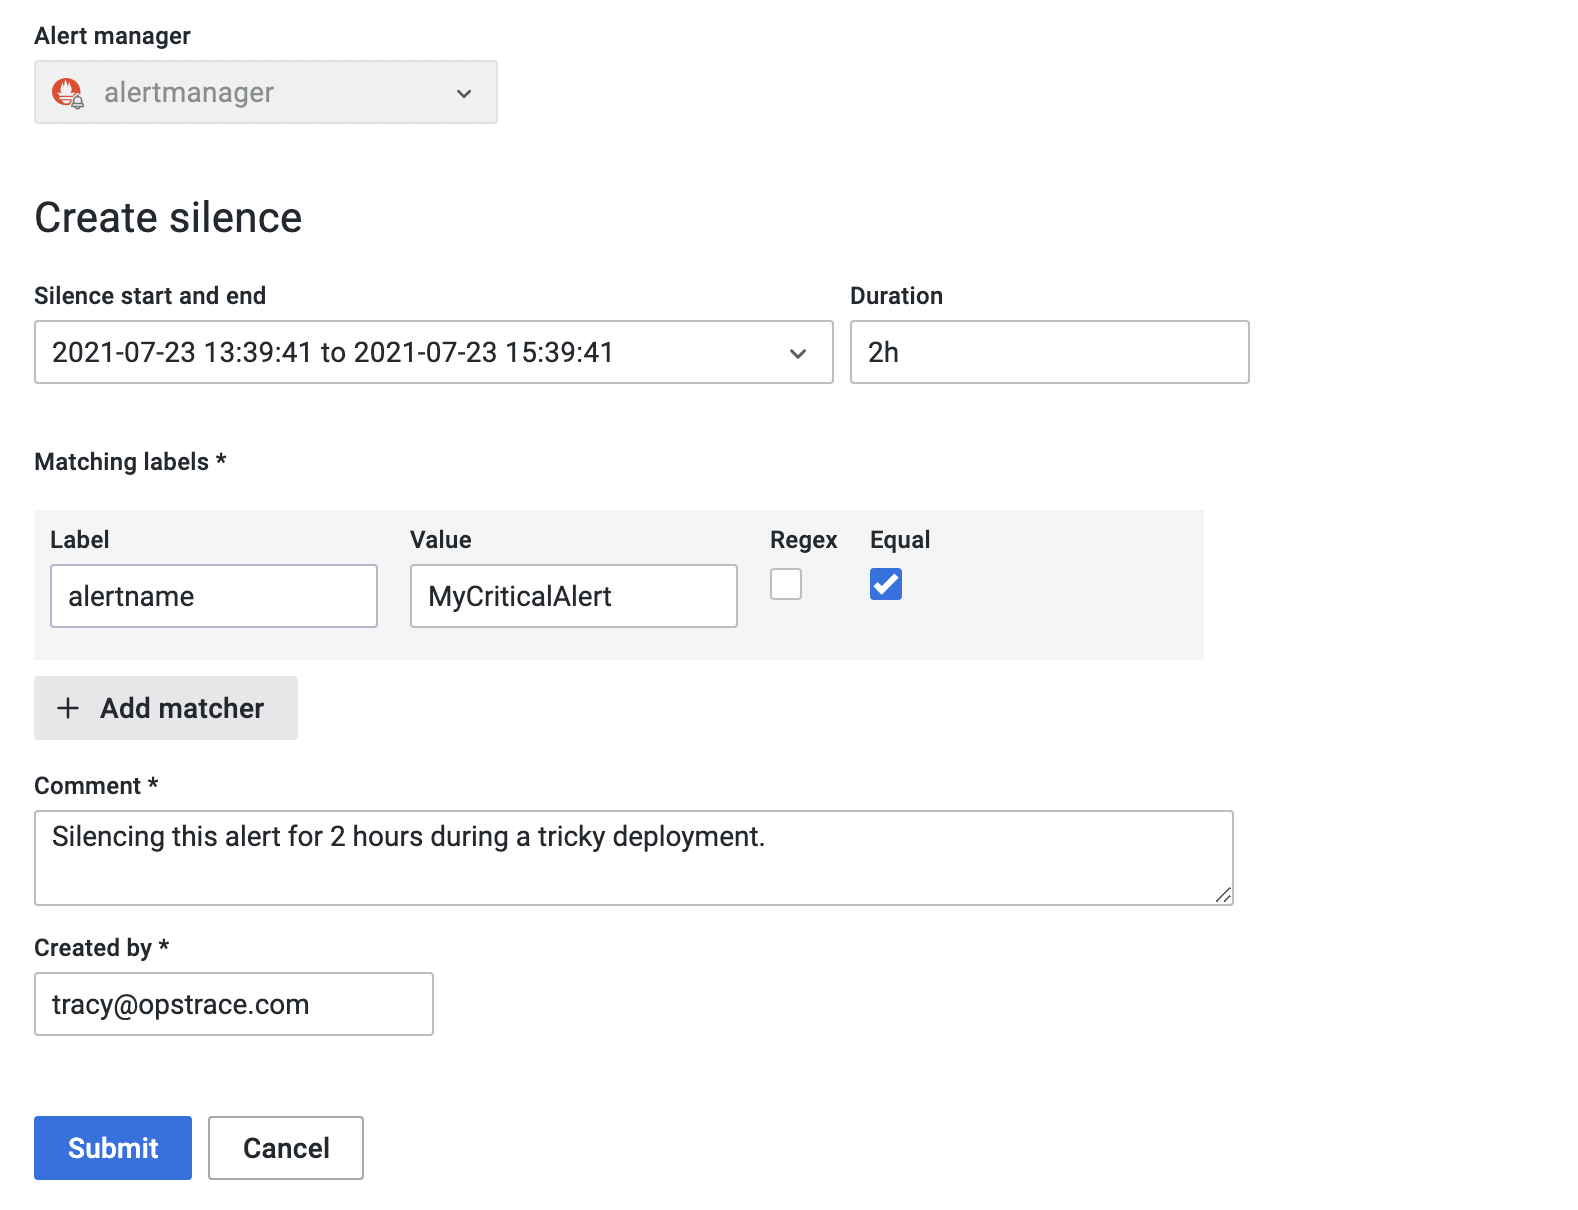 Alert manager
alertmanager
Create silence
Silence start and end
Duration
2021-07-23 13:39:41 to 2021-07-23 15:39:41
2h
Matching labels *
Label
Value
Regex
Equal
alertname
MyCriticalAlert
+ Add matcher
Comment *
Silencing this alert for 2 hours during a tricky deployment.
Created by *
tracy@opstrace.com
Submit
Cancel